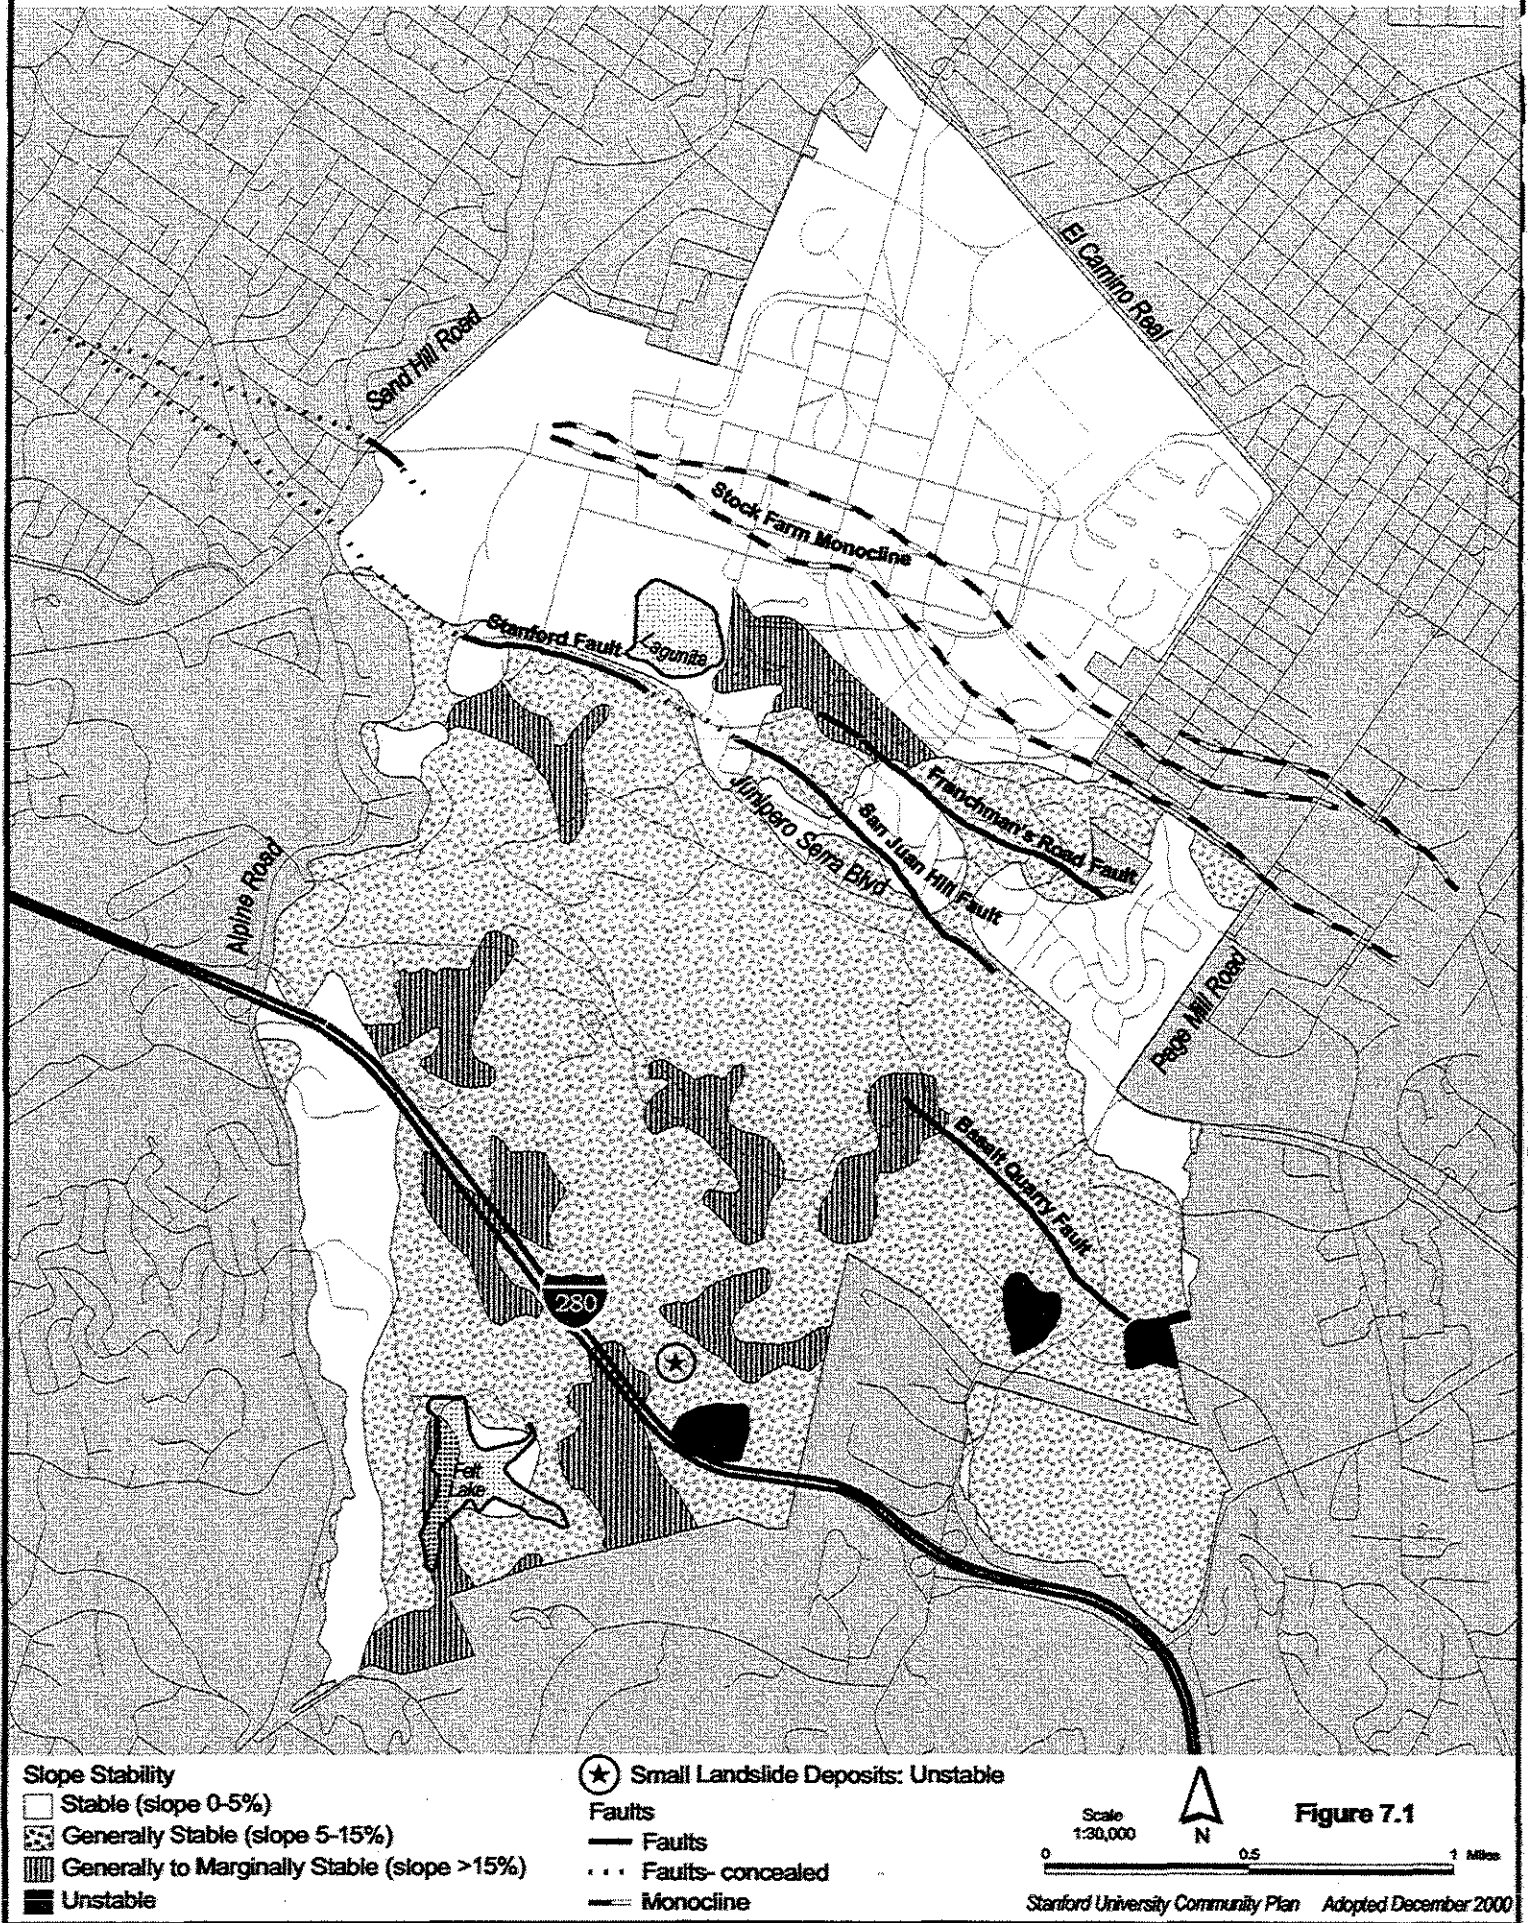 El Camino Real
Sand Hill Road
Stock Farm Monocline
Stanford Fault
Lagunita
Frenchman's Road Fault
San Juan Hill Fault
Junipero Serra Blvd
Alpine Road
Page Mill Road
Basalt Quarry Fault
280
Felt
Lake
Slope Stability
Stable (slope 0-5%)
Generally Stable (slope 5-15%)
Generally to Marginally Stable (slope >15%)
Unstable
Small Landslide Deposits: Unstable
Faults
Faults
Faults- concealed
Monocline
Scale
1:30,000
N
Figure 7.1
0 0.5 1 Miles
Stanford University Community Plan Adopted December 2000